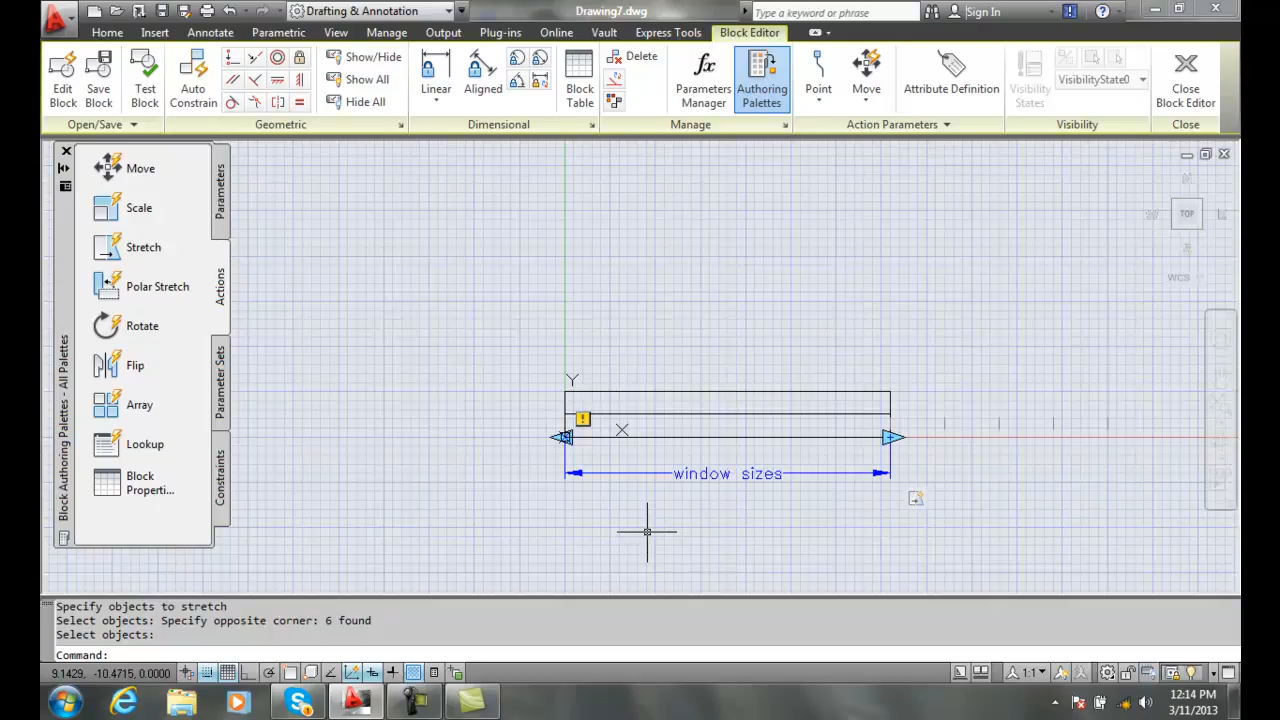 Drafting & Annotation
Drawing7.dwg
Type a keyword or phrase
Sign In
Home
Insert
Annotate
Parametric
View
Manage
Output
Plug-ins
Online
Vault
Express Tools
Block Editor
Edit
Block
Save
Block
Test
Block
Auto
Constrain
Show/Hide
Show All
Hide All
Linear
Aligned
Block
Table
Delete
fx
Parameters
Manager
Authoring
Palettes
Point
Move
Attribute Definition
Visibility
States
VisibilityState0
Close
Block Editor
Open/Save
Geometric
Dimensional
Manage
Action Parameters
Visibility
Close
Move
Scale
Stretch
Polar Stretch
Rotate
Flip
Array
Lookup
Block
Properti...
Parameters
Actions
Parameter Sets
Constraints
Block Authoring Palettes - All Palettes
TOP
WCS
Y
X
window sizes
Specify objects to stretch
Select objects: Specify opposite corner: 6 found
Select objects:
Command:
9.1429, -10.4715, 0.0000
1:1
12:14 PM
3/11/2013